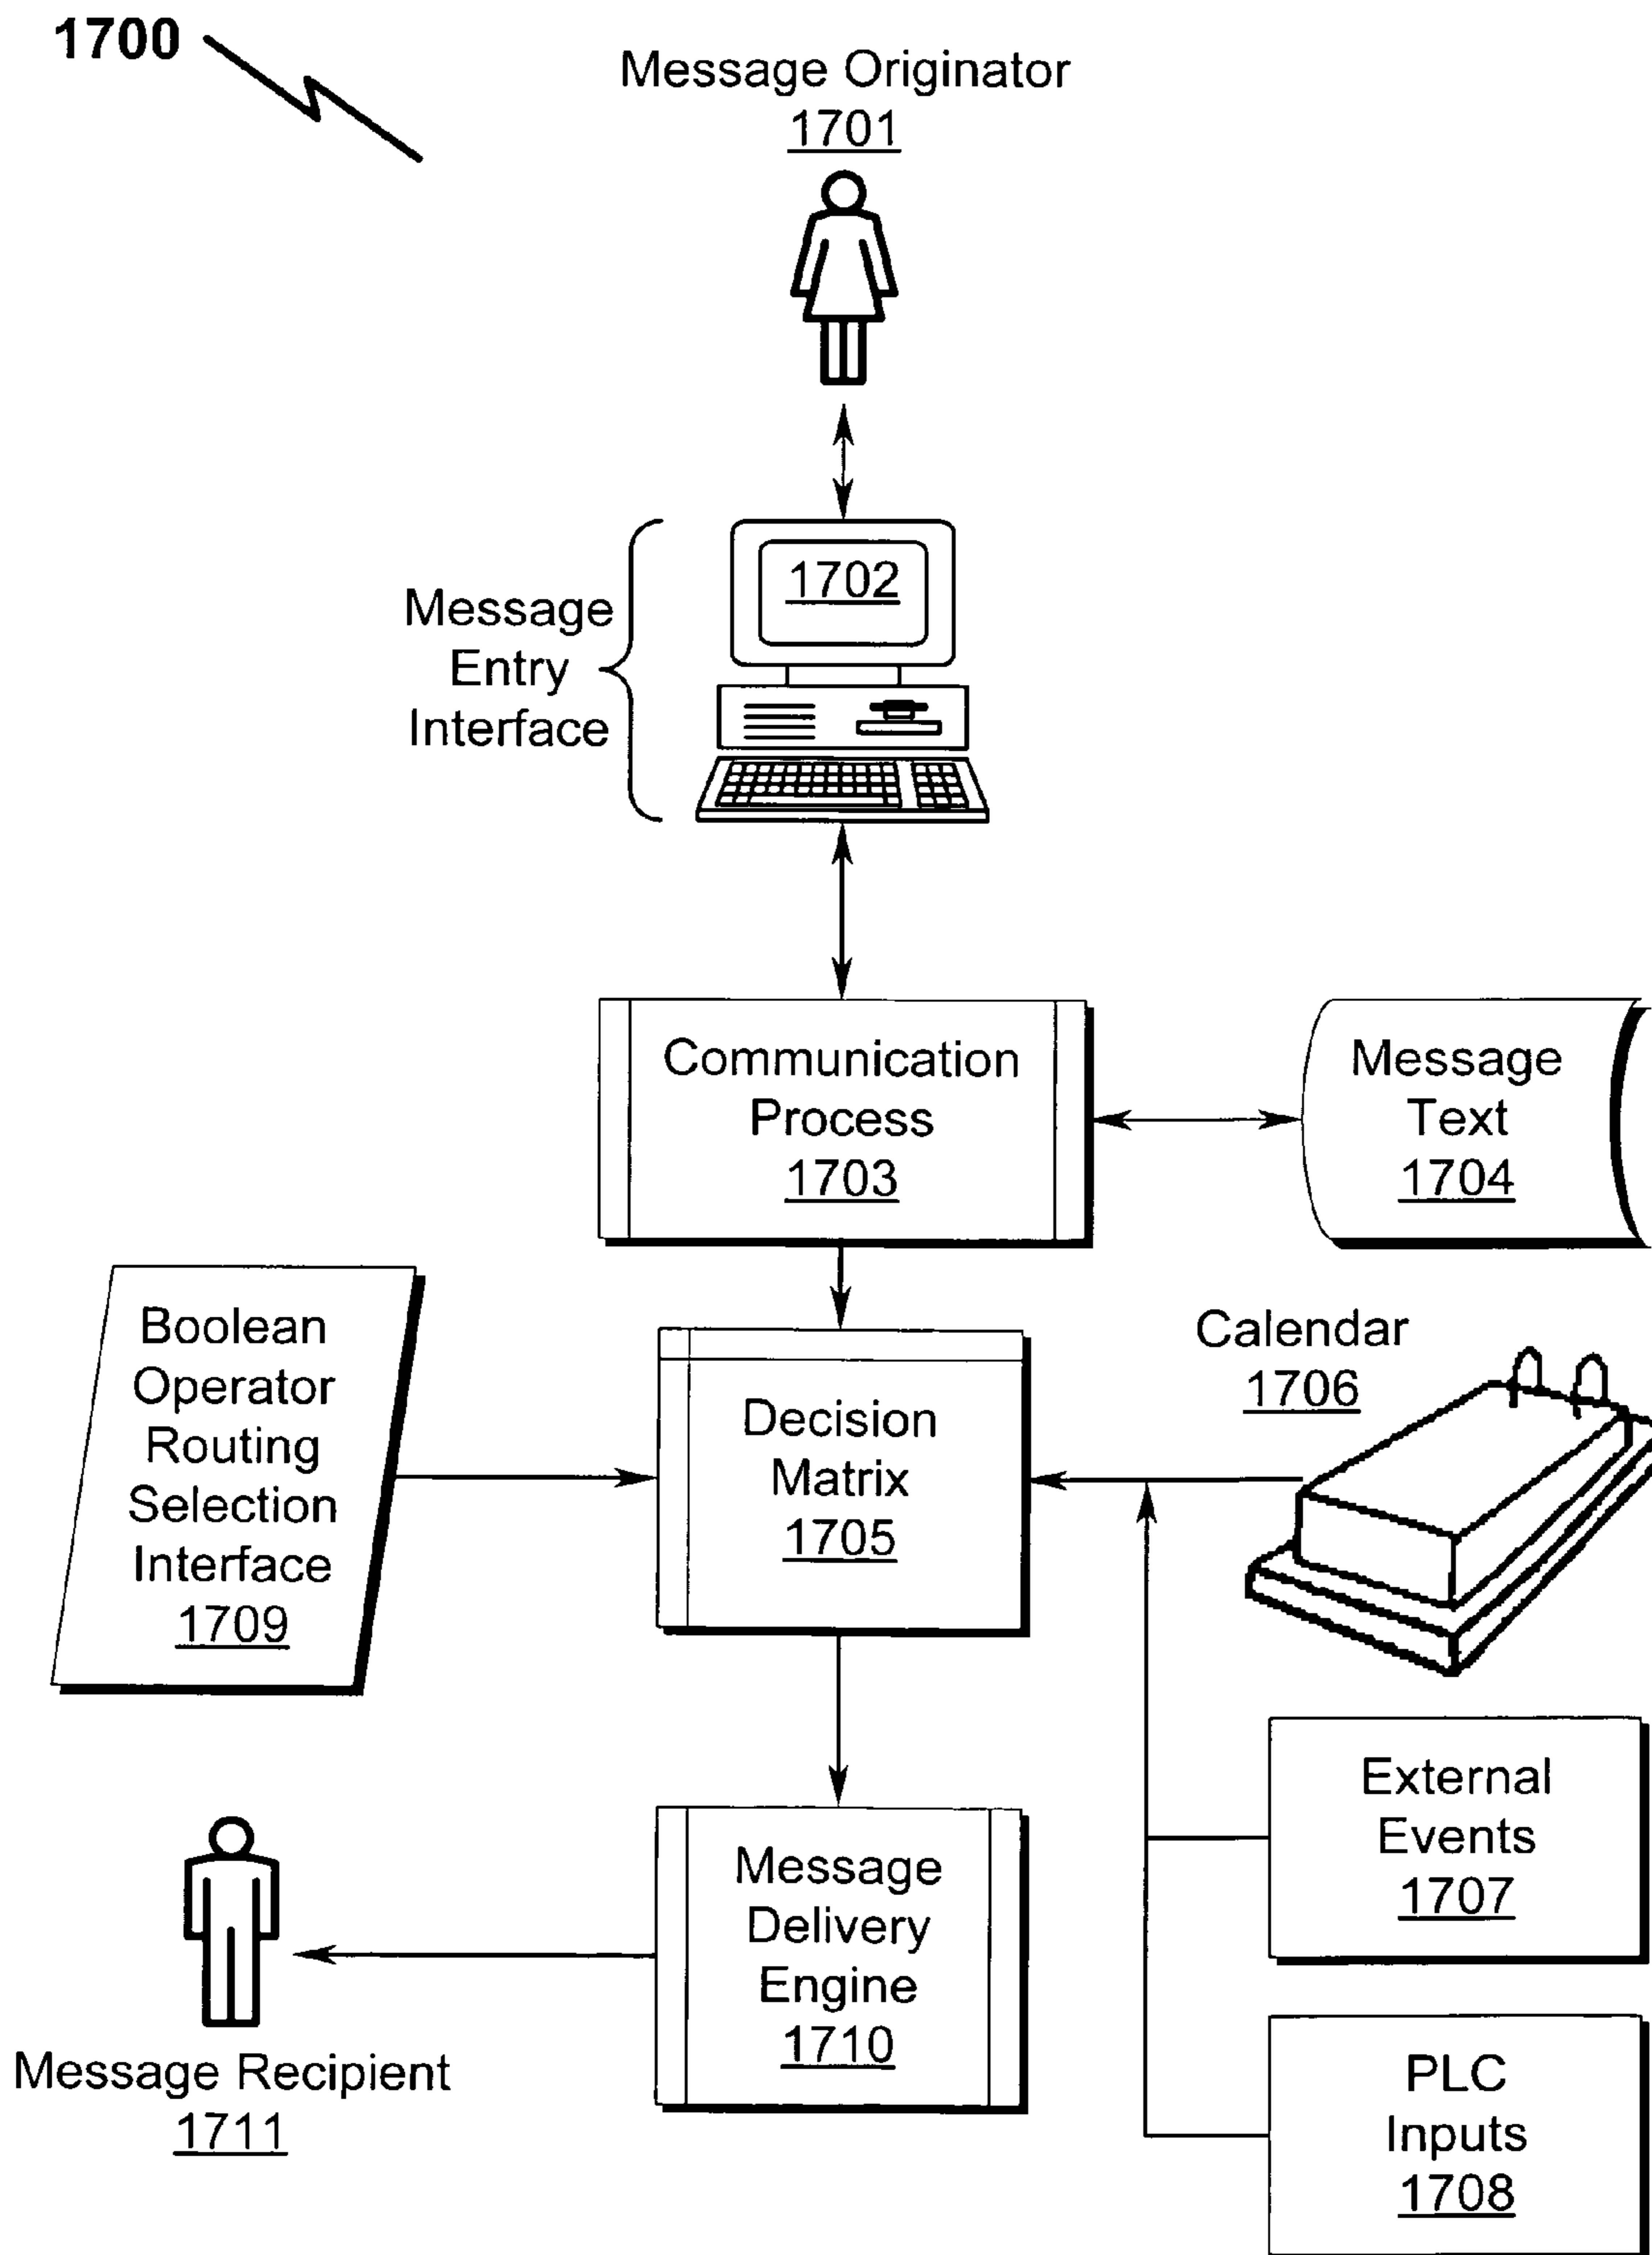 1700
Message Originator
1701
1702
Message
Entry
Interface
Communication
Process
1703
Message
Text
1704
Boolean
Operator
Routing
Selection
Interface
1709
Decision
Matrix
1705
Calendar
1706
External
Events
1707
Message
Delivery
Engine
1710
Message Recipient
1711
PLC
Inputs
1708